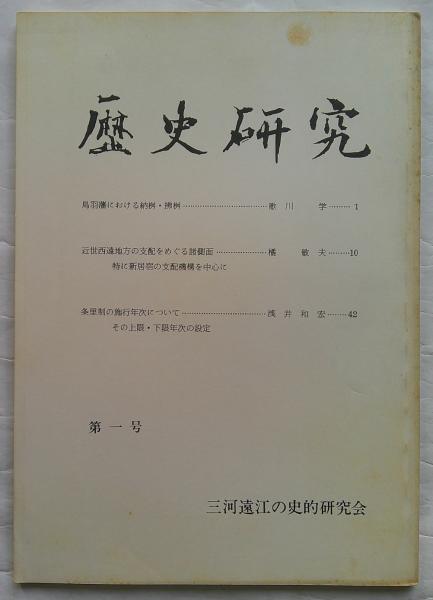 歴史研究
鳥羽藩における納桝・拂桝……………………………歌川 学………1
近世西遠地方の支配をめぐる諸側面…………………橘 敏夫………10
特に新居宿の支配機構を中心に
条里制の施行年次について……………………………浅井和宏………42
その上限・下限年次の設定
第一号
三河遠江の史的研究会